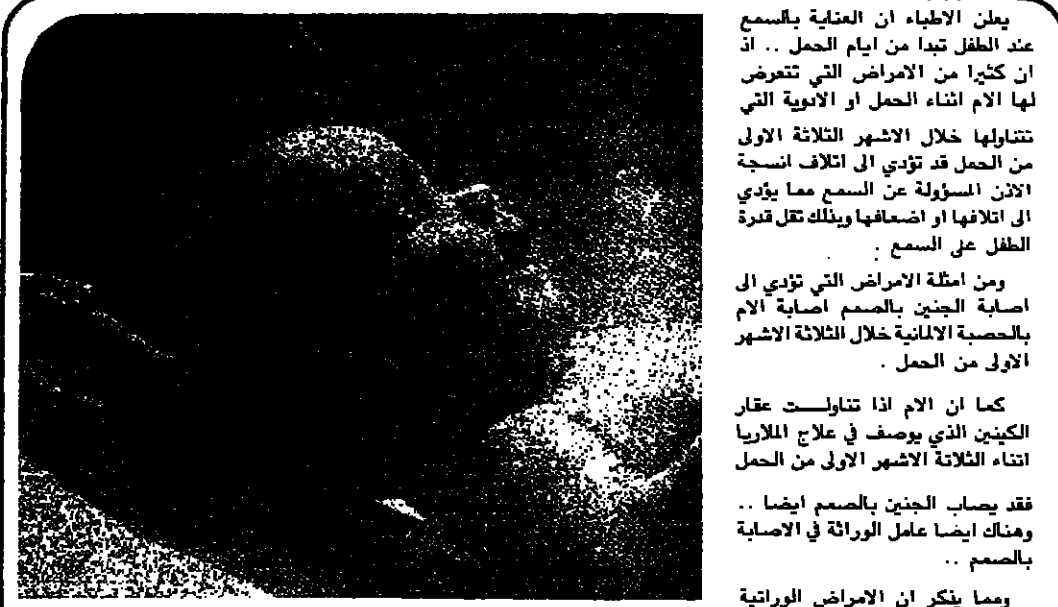 يعلن الاطباء ان العناية بالسمع
عند الطفل تبدا من ايام الحمل .. اذ
ان كثيرا من الامراض التي تتعرض
لها الام اثناء الحمل او الادوية التي
تتناولها خلال الاشهر الثلاثة الاولى
من الحمل قد تؤدي الى اتلاف انسجة
الاذن المسؤولة عن السمع مما يؤدي
الى اتلافها او اضعافها وبذلك تقل قدرة
الطفل على السمع .
ومن امثلة الامراض التي تؤدي الى
اصابة الجنين بالصمم اصابة الام
بالحصبة الالمانية خلال الثلاثة الاشهر
الاولى من الحمل .
كما ان الام اذا تناولت عقار
الكينين الذي يوصف في علاج الملاريا
اثناء الثلاثة الاشهر الاولى من الحمل
فقد يصاب الجنين بالصمم ايضا ..
وهناك ايضا عامل الوراثة في الاصابة
بالصمم ..
ومما يذكر ان الامراض الوراثية